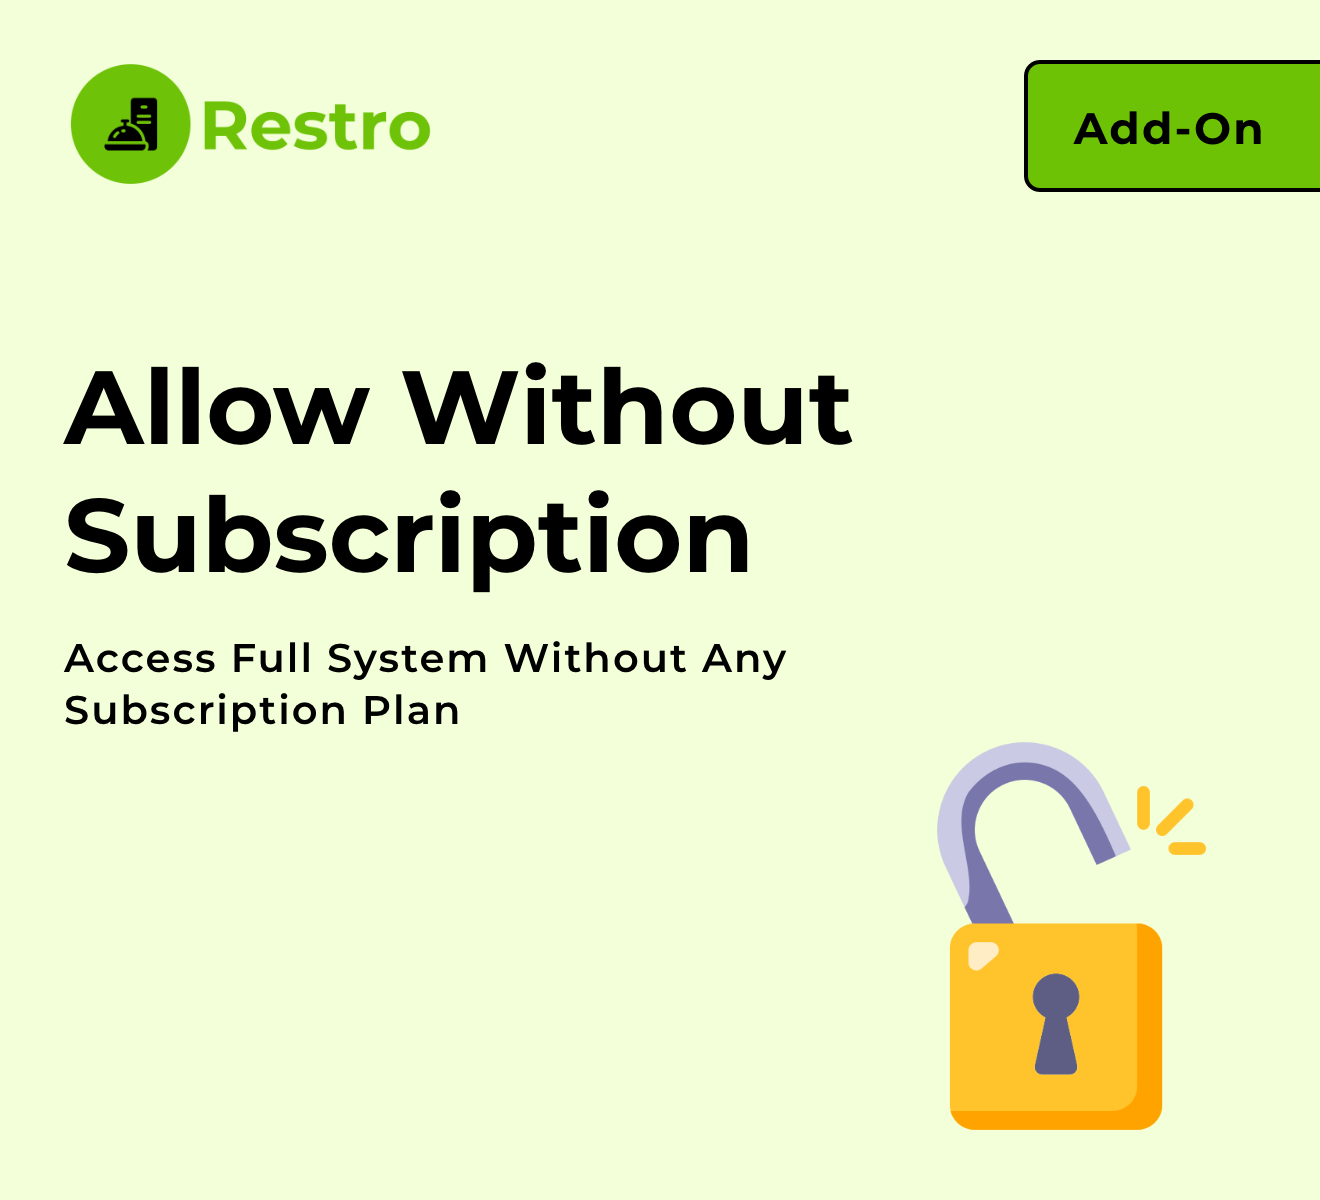 Restro
Add-On
Allow Without
Subscription
Access Full System Without Any
Subscription Plan